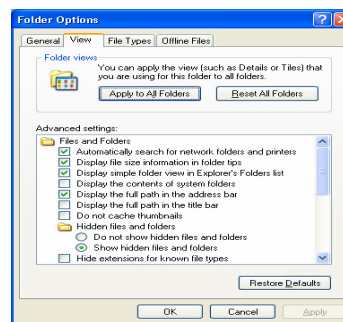 Folder Options
General View File Types Offline Files
Folder views
You can apply the view (such as Details or Tiles) that
you are using for this folder to all folders.
Apply to All Folders Reset All Folders
Advanced settings:
Files and Folders
Automatically search for network folders and printers
Display file size information in folder tips
Display simple folder view in Explorer's Folders list
Display the contents of system folders
Display the full path in the address bar
Display the full path in the title bar
Do not cache thumbnails
Hidden files and folders
Do not show hidden files and folders
Show hidden files and folders
Hide extensions for known file types
Restore Defaults
OK Cancel Apply